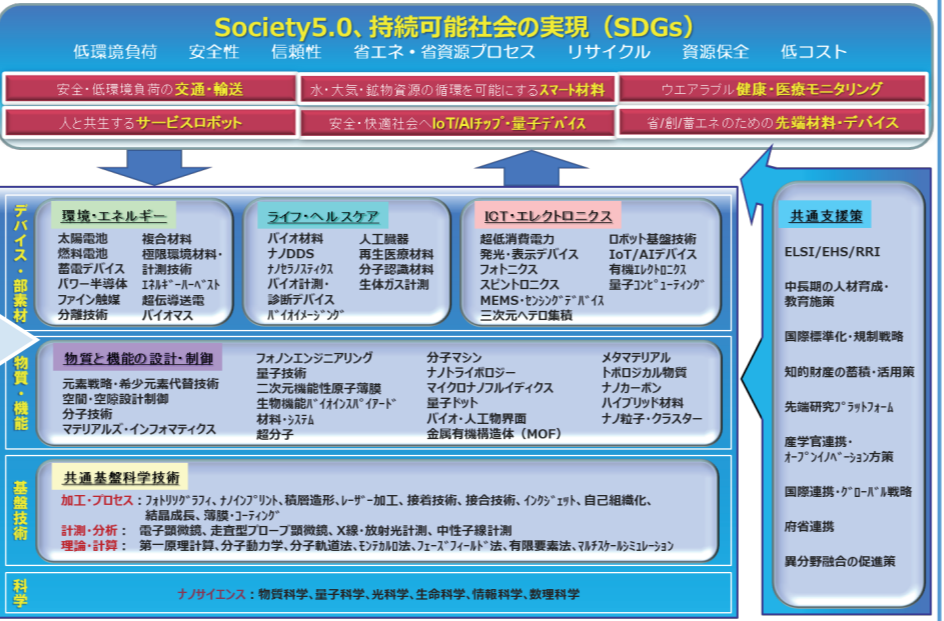 Society5.0、持続可能社会の実現（SDGs）
低環境負荷　安全性　信頼性　省エネ・省資源プロセス　リサイクル　資源保全　低コスト
安全・低環境負荷の交通・輸送
水・大気・鉱物資源の循環を可能にするスマート材料
ウエアラブル健康・医療モニタリング
人と共生するサービスロボット
安全・快適社会へIoT/AIﾁｯﾌﾟ・量子ﾃﾞﾊﾞｲｽ
省/創/蓄エネのための先端材料・デバイス
デバイス・部素材
環境・エネルギー
太陽電池　複合材料
燃料電池　極限環境材料・
蓄電デバイス　計測技術
パワー半導体　ｴﾈﾙｷﾞｰﾊｰﾍﾞｽﾄ
ファイン触媒　超伝導送電
分離技術　バイオマス
ライフ・ヘルスケア
バイオ材料　人工臓器
ナノDDS　再生医療材料
ﾅﾉｾﾗﾉｽﾃｨｸｽ　分子認識材料
バイオ計測・　生体ガス計測
診断デバイス
ﾊﾞｲｵｲﾒｰｼﾞﾝｸﾞ
ICT・エレクトロニクス
超低消費電力　ロボット基盤技術
発光・表示デバイス　IoT/AIデバイス
フォトニクス　有機ｴﾚｸﾄﾛﾆｸｽ
スピントロニクス　量子ｺﾝﾋﾟｭｰﾃｨﾝｸﾞ
MEMS・ｾﾝｼﾝｸﾞﾃﾞﾊﾞｲｽ
三次元ヘテロ集積
物質・機能
物質と機能の設計・制御
元素戦略・希少元素代替技術
空間・空隙設計制御
分子技術
マテリアルズ・インフォマティクス
フォノンエンジニアリング
量子技術
二次元機能性原子薄膜
生物機能ﾊﾞｲｵｲﾝｽﾊﾟｲｱｰﾄﾞ
材料・ｼｽﾃﾑ
超分子
分子マシン
ナノトライボロジー
マイクロナノフルイディクス
量子ドット
バイオ・人工物界面
金属有機構造体（MOF）
メタマテリアル
トポロジカル物質
ナノカーボン
ハイブリッド材料
ナノ粒子・クラスター
基盤技術
共通基盤科学技術
加工・プロセス：ﾌｫﾄﾘｿｸﾞﾗﾌｨ、ﾅﾉｲﾝﾌﾟﾘﾝﾄ、積層造形、ﾚｰｻﾞｰ加工、接着技術、接合技術、ｲﾝｸｼﾞｪｯﾄ、自己組織化、
結晶成長、薄膜・ｺｰﾃｨﾝｸﾞ
計測・分析：電子顕微鏡、走査型プローブ顕微鏡、X線・放射光計測、中性子線計測
理論・計算：第一原理計算、分子動力学、分子軌道法、ﾓﾝﾃｶﾙﾛ法、ﾌｪｰｽﾞﾌｨｰﾙﾄﾞ法、有限要素法、ﾏﾙﾁｽｹｰﾙｼﾐｭﾚｰｼｮﾝ
科学
ナノサイエンス：物質科学、量子科学、光科学、生命科学、情報科学、数理科学
共通支援策
ELSI/EHS/RRI
中長期の人材育成・
教育施策
国際標準化・規制戦略
知的財産の蓄積・活用策
先端研究ﾌﾟﾗｯﾄﾌｫｰﾑ
産学官連携・
ｵｰﾌﾟﾝｲﾉﾍﾞｰｼｮﾝ方策
国際連携・ｸﾞﾛｰﾊﾞﾙ戦略
府省連携
異分野融合の促進策